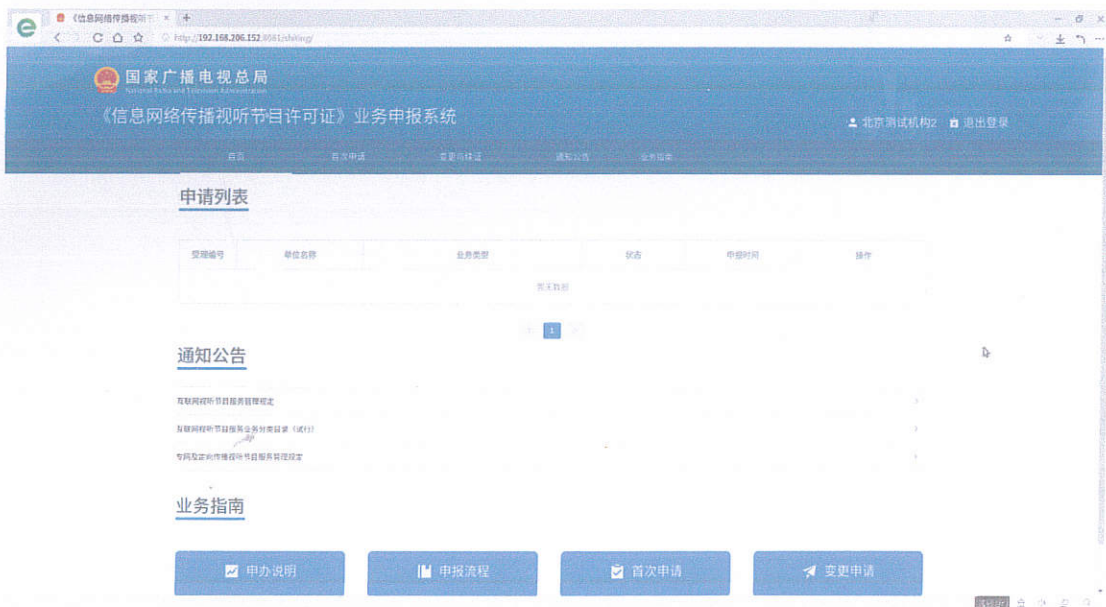 《信息网络传播视听节
http://192.168.206.152:8081/shiting/
国家广播电视总局
National Radio and Television Administration
《信息网络传播视听节目许可证》业务申报系统
北京测试机构2 退出登录
首页 首次申请 变更与续证 通知公告 业务指南
申请列表
受理编号 单位名称 业务类型 状态 申报时间 操作
暂无数据
1
通知公告
互联网视听节目服务管理规定
互联网视听节目服务业务分类目录（试行）
专网及定向传播视听节目服务管理规定
业务指南
申办说明 申报流程 首次申请 变更申请